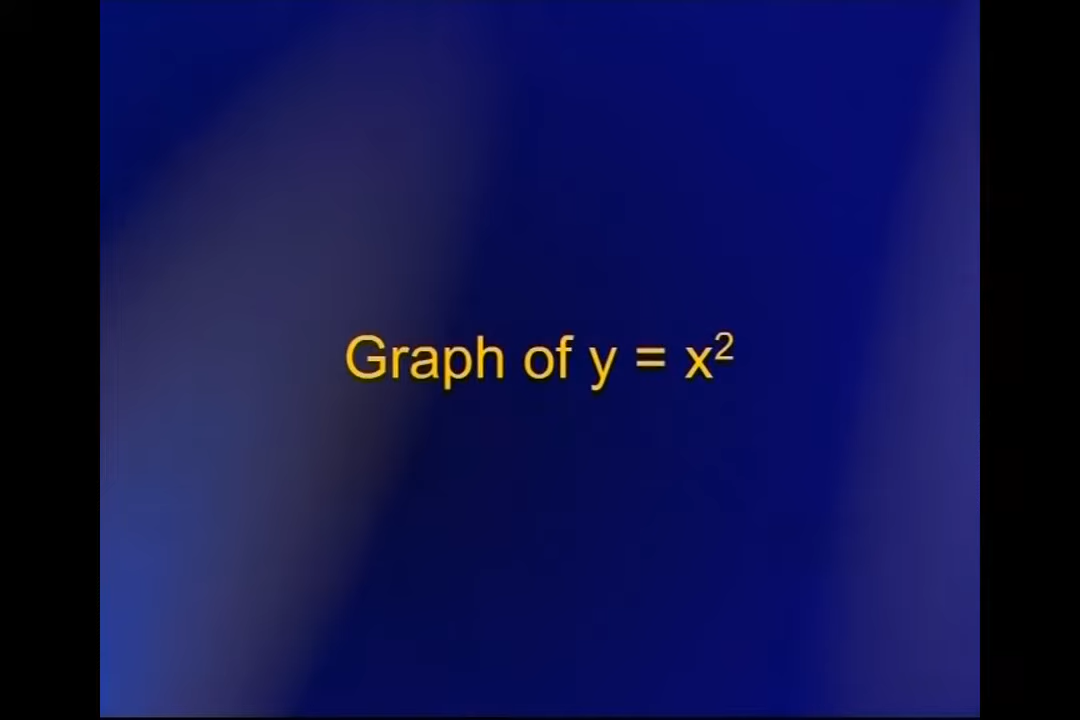 Graph of y = x²